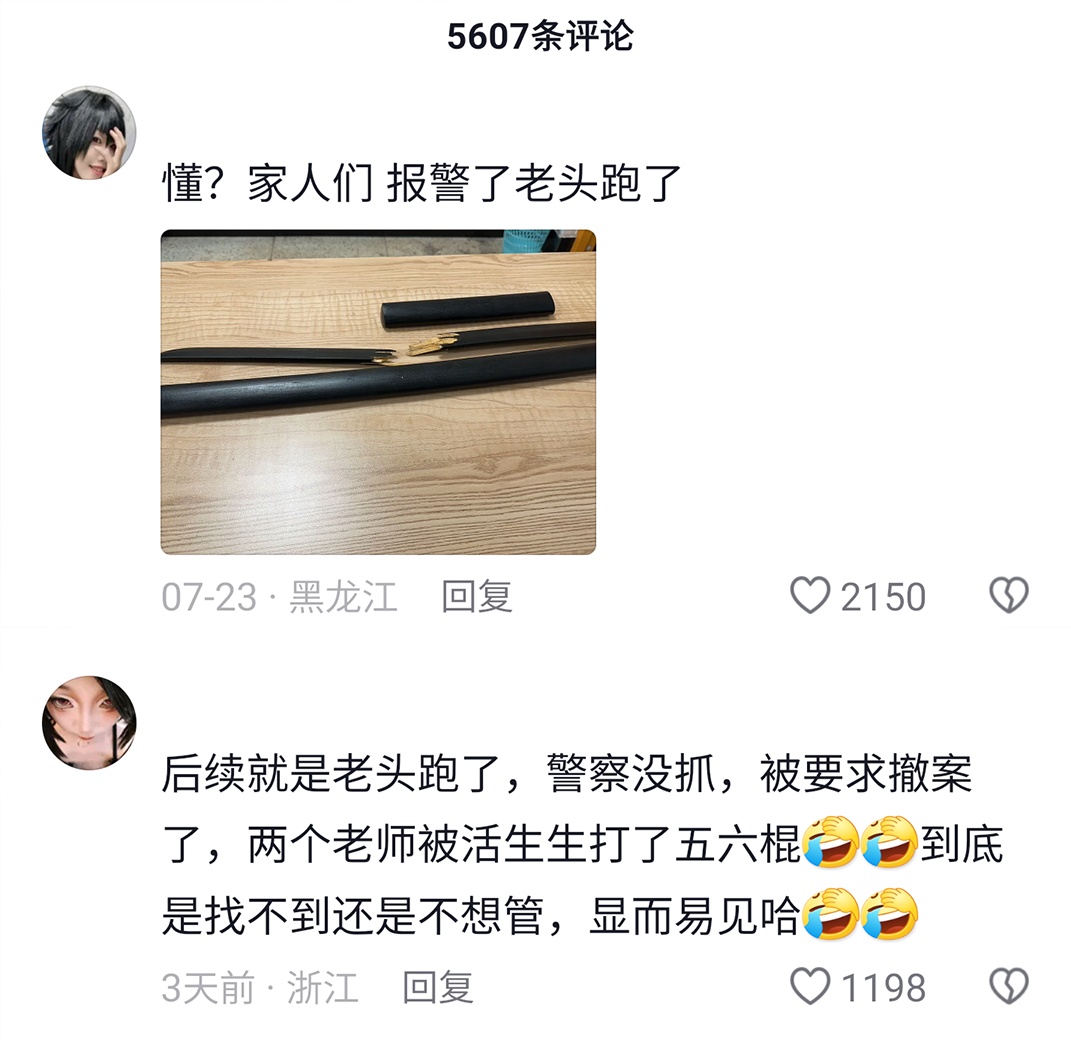 5607条评论
懂？家人们 报警了老头跑了
07-23 · 黑龙江 回复 2150
后续就是老头跑了，警察没抓，被要求撤案
了，两个老师被活生生打了五六棍🤣🤣到底
是找不到还是不想管，显而易见哈🤣🤣
3天前 · 浙江 回复 1198